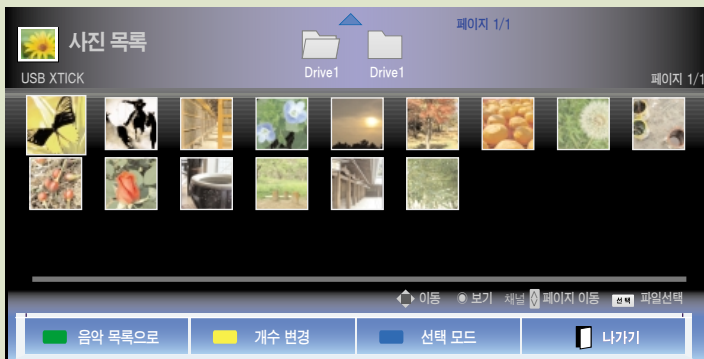 페이지 1/1
사진 목록
Drive1 Drive1
USB XTICK
페이지 1/1
이동 보기 채널 페이지 이동 선택 파일선택
음악 목록으로 개수 변경 선택 모드 나가기